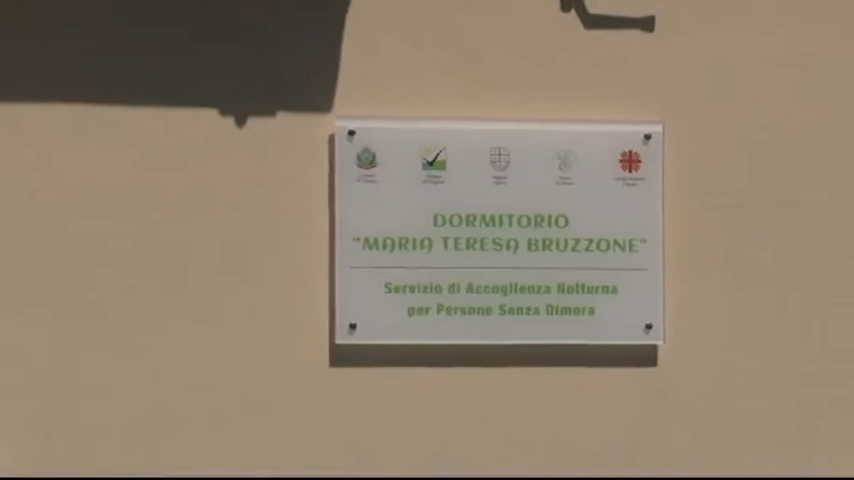 DORMITORIO
"MARIA TERESA BRUZZONE"
Servizio di Accoglienza Notturna
per Persone Senza Dimora